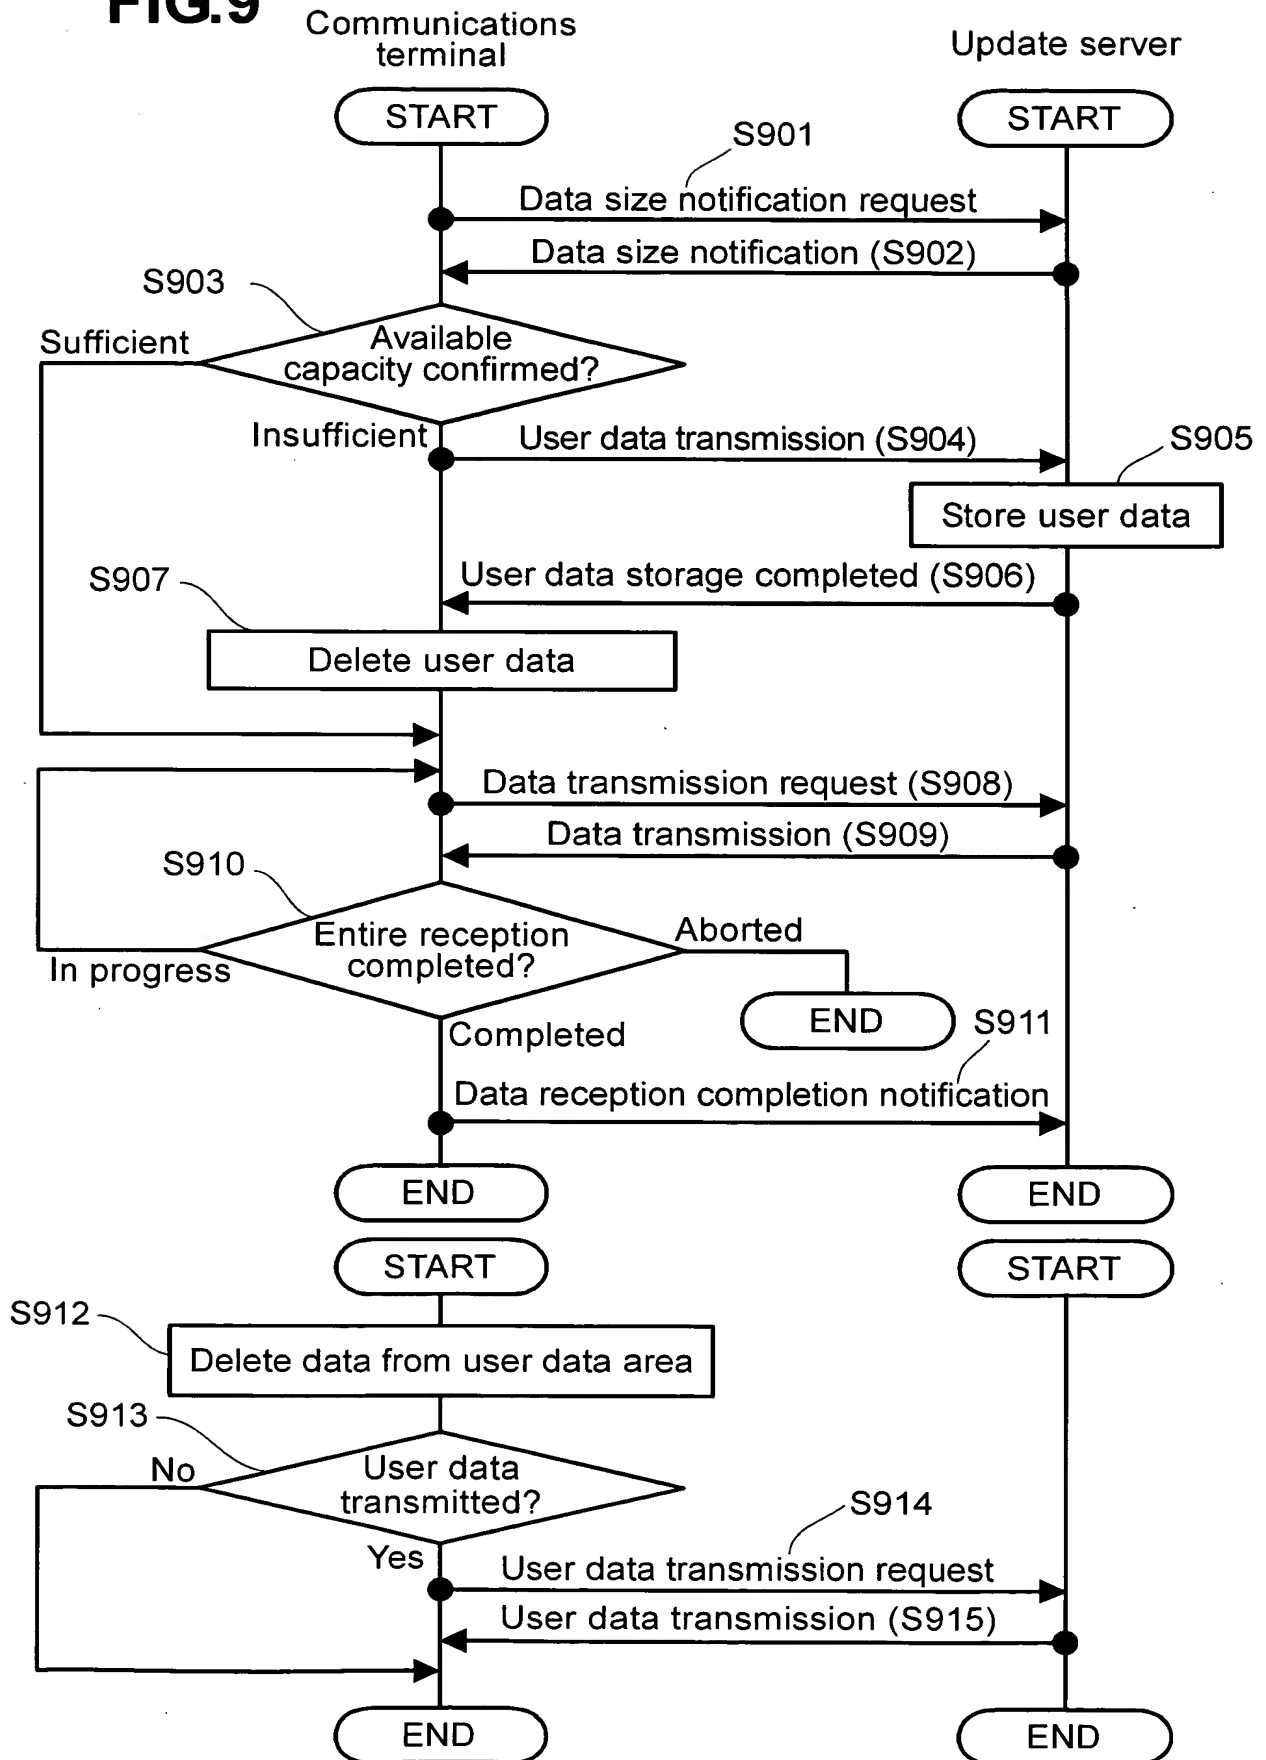 FIG.9
Communications
terminal
Update server
START
START
S901
Data size notification request
Data size notification (S902)
S903
Sufficient
Available
capacity confirmed?
Insufficient
User data transmission (S904)
S905
Store user data
User data storage completed (S906)
S907
Delete user data
Data transmission request (S908)
Data transmission (S909)
S910
Entire reception
completed?
Aborted
In progress
END
S911
Completed
Data reception completion notification
END
END
START
START
S912
Delete data from user data area
S913
No
User data
transmitted?
S914
Yes
User data transmission request
User data transmission (S915)
END
END